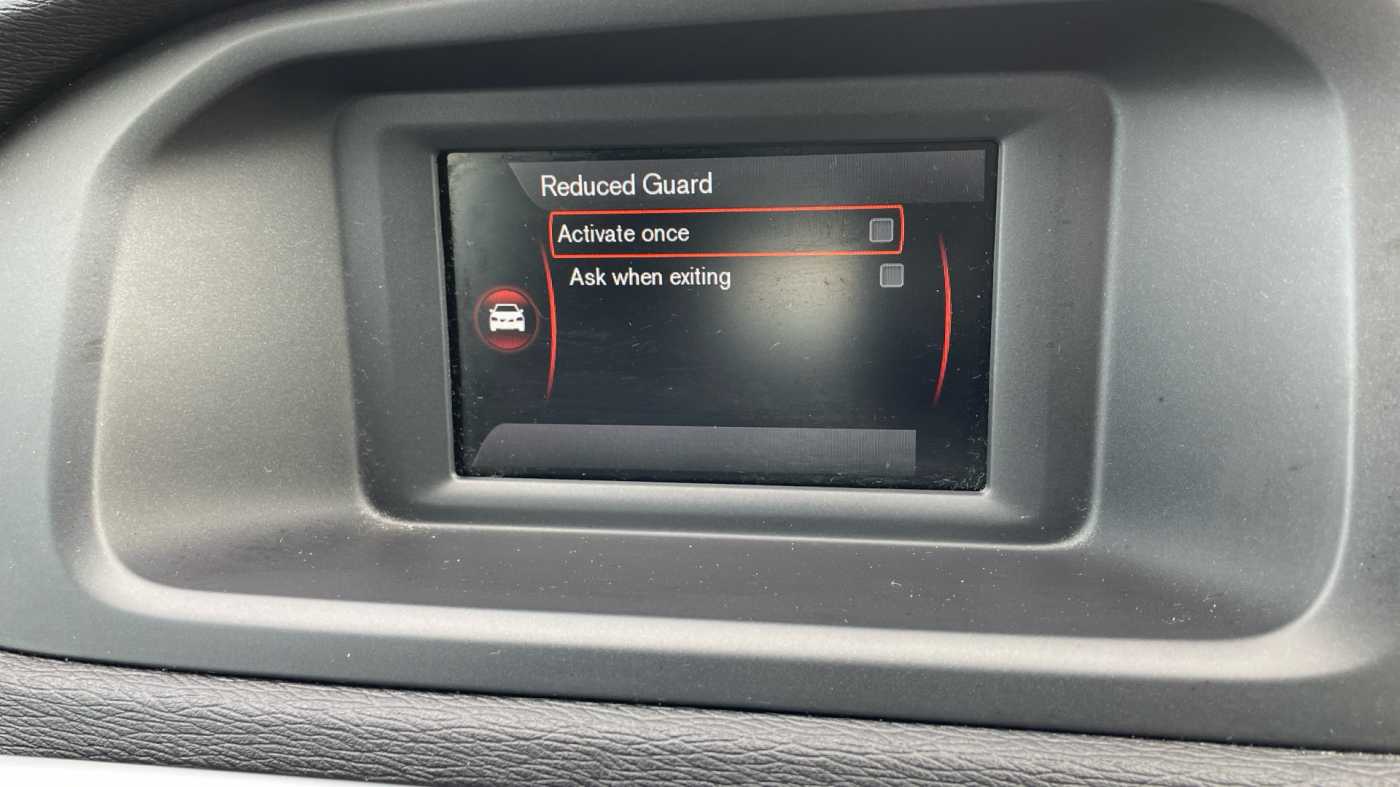 Reduced Guard
Activate once
Ask when exiting